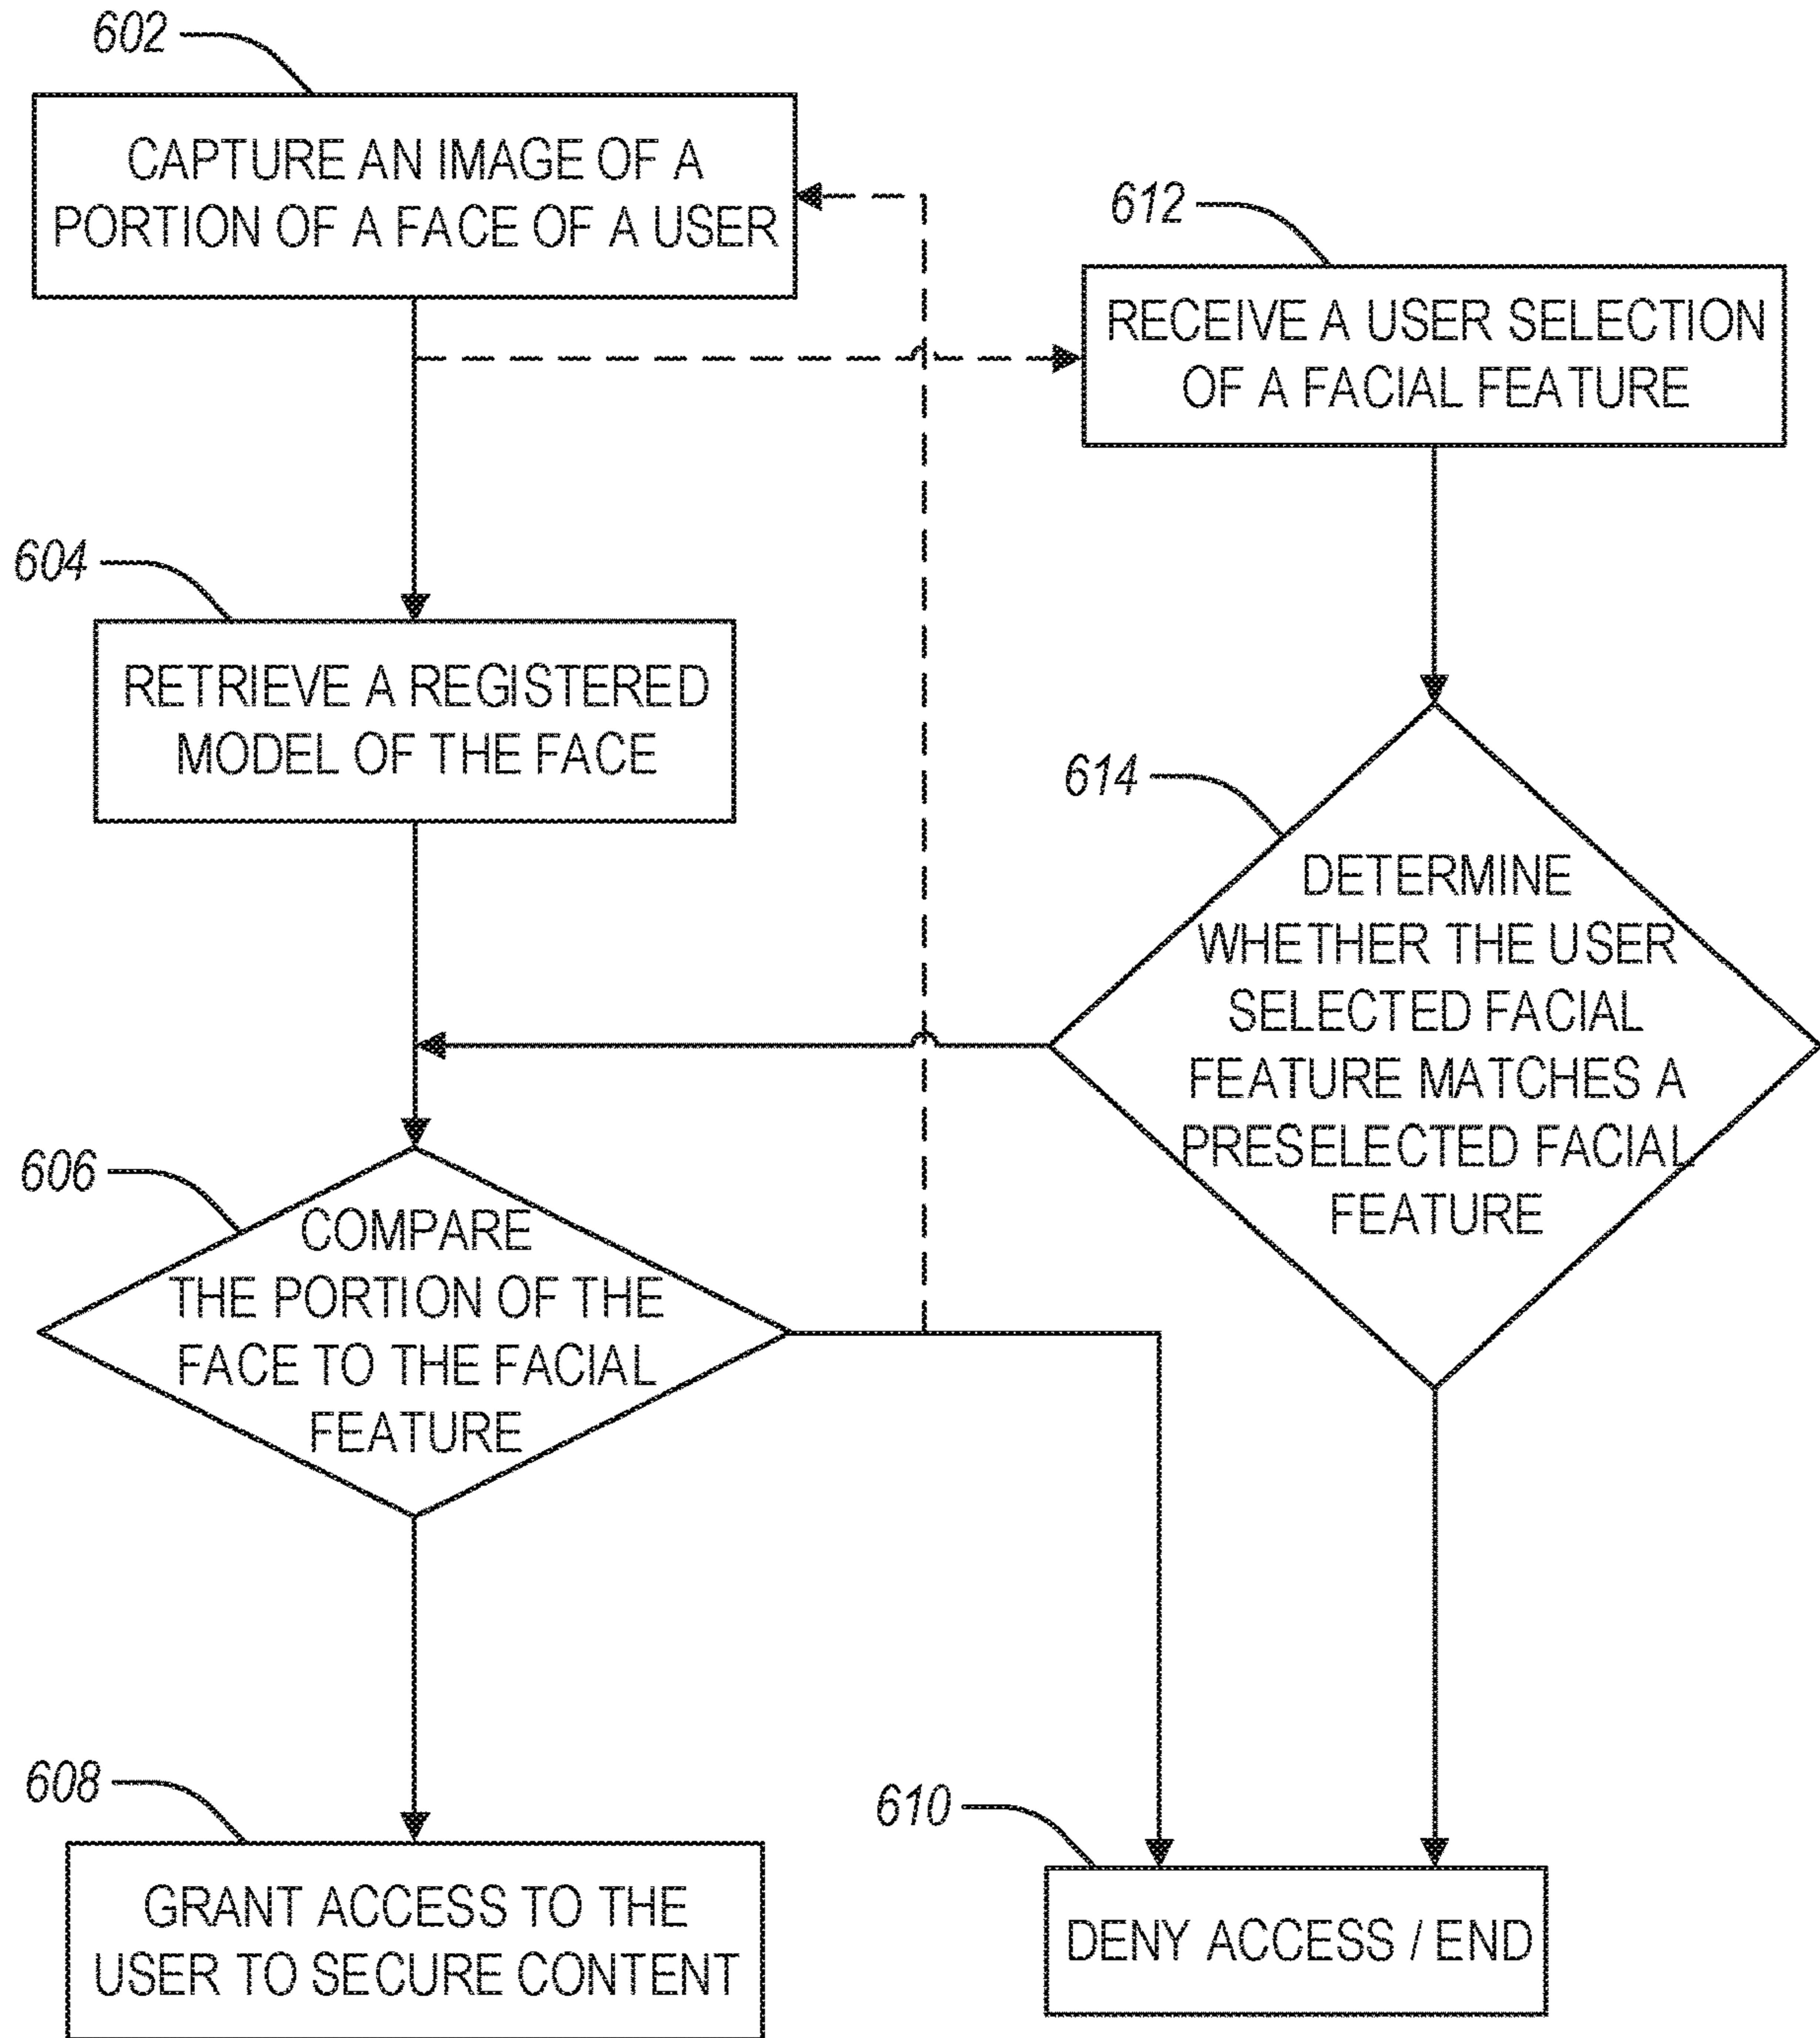 602
CAPTURE AN IMAGE OF A
PORTION OF A FACE OF A USER
612
RECEIVE A USER SELECTION
OF A FACIAL FEATURE
604
RETRIEVE A REGISTERED
MODEL OF THE FACE
614
DETERMINE
WHETHER THE USER
SELECTED FACIAL
FEATURE MATCHES A
PRESELECTED FACIAL
FEATURE
606
COMPARE
THE PORTION OF THE
FACE TO THE FACIAL
FEATURE
608
GRANT ACCESS TO THE
USER TO SECURE CONTENT
610
DENY ACCESS / END